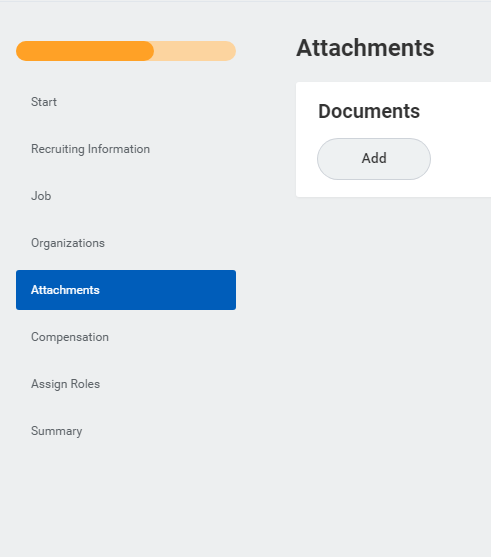 Start
Recruiting Information
Job
Organizations
Attachments
Compensation
Assign Roles
Summary
Attachments
Documents
Add